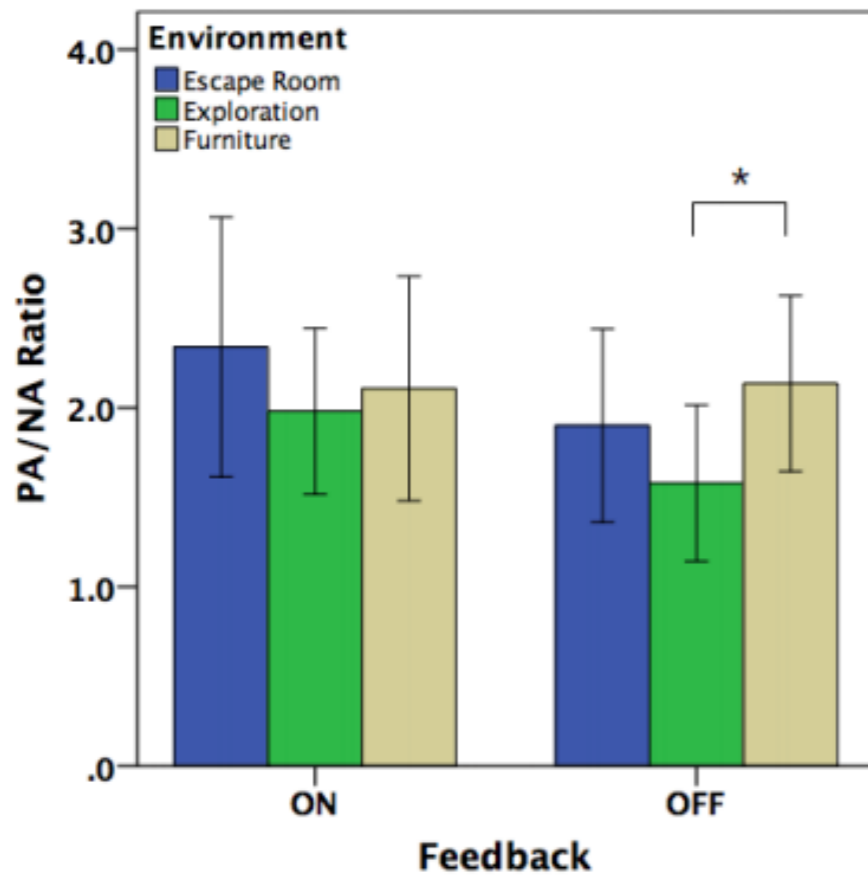 Environment
Escape Room
Exploration
Furniture
4.0
3.0
2.0
1.0
.0
PA/NA Ratio
*
ON
OFF
Feedback